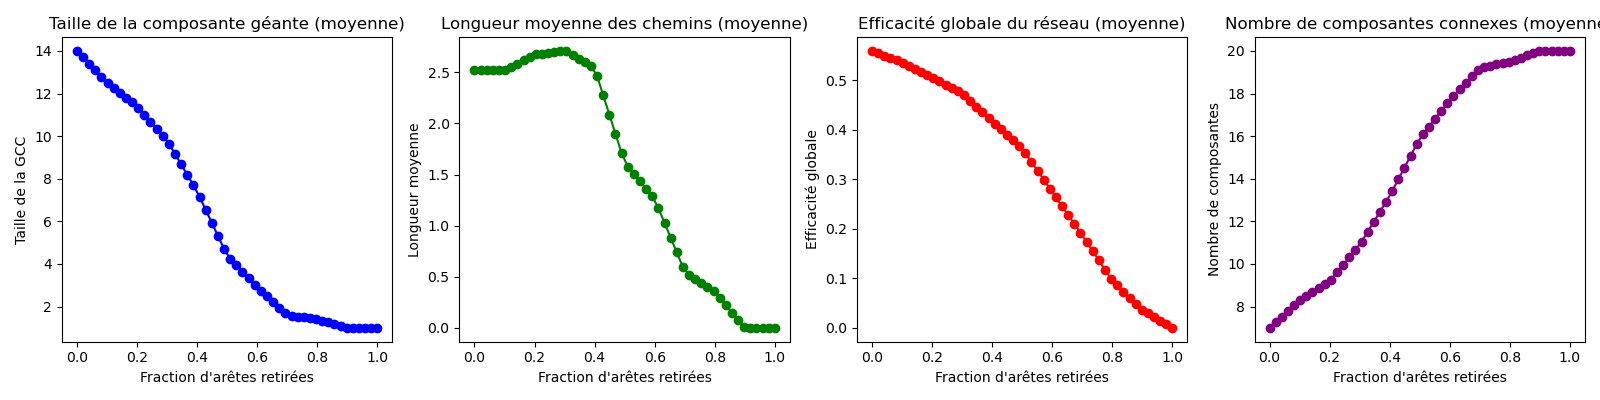 Taille de la composante géante (moyenne)
Taille de la GCC
14
12
10
8
6
4
2
0.0 0.2 0.4 0.6 0.8 1.0
Fraction d'arêtes retirées
Longueur moyenne des chemins (moyenne)
Longueur moyenne
2.5
2.0
1.5
1.0
0.5
0.0
0.0 0.2 0.4 0.6 0.8 1.0
Fraction d'arêtes retirées
Efficacité globale du réseau (moyenne)
Efficacité globale
0.5
0.4
0.3
0.2
0.1
0.0
0.0 0.2 0.4 0.6 0.8 1.0
Fraction d'arêtes retirées
Nombre de composantes connexes (moyenne
Nombre de composantes
20
18
16
14
12
10
8
0.0 0.2 0.4 0.6 0.8 1.0
Fraction d'arêtes retirées